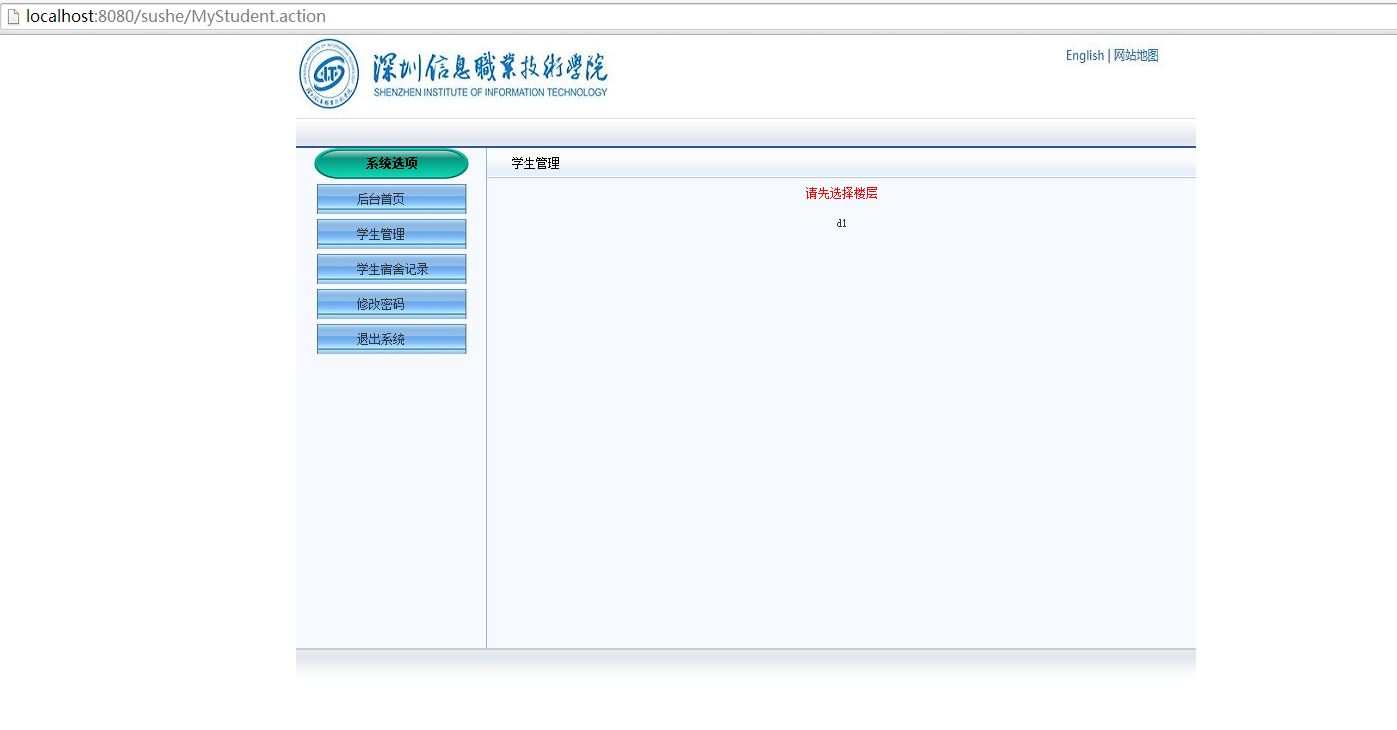 localhost:8080/sushe/MyStudent.action
深圳信息職業技術學院
SHENZHEN INSTITUTE OF INFORMATION TECHNOLOGY
English | 网站地图
系统选项
学生管理
后台首页
请先选择楼层
学生管理
d1
学生宿舍记录
修改密码
退出系统